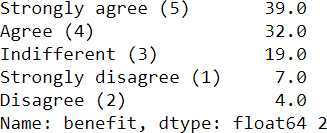 Strongly agree (5) 39.0
Agree (4) 32.0
Indifferent (3) 19.0
Strongly disagree (1) 7.0
Disagree (2) 4.0
Name: benefit, dtype: float64 2